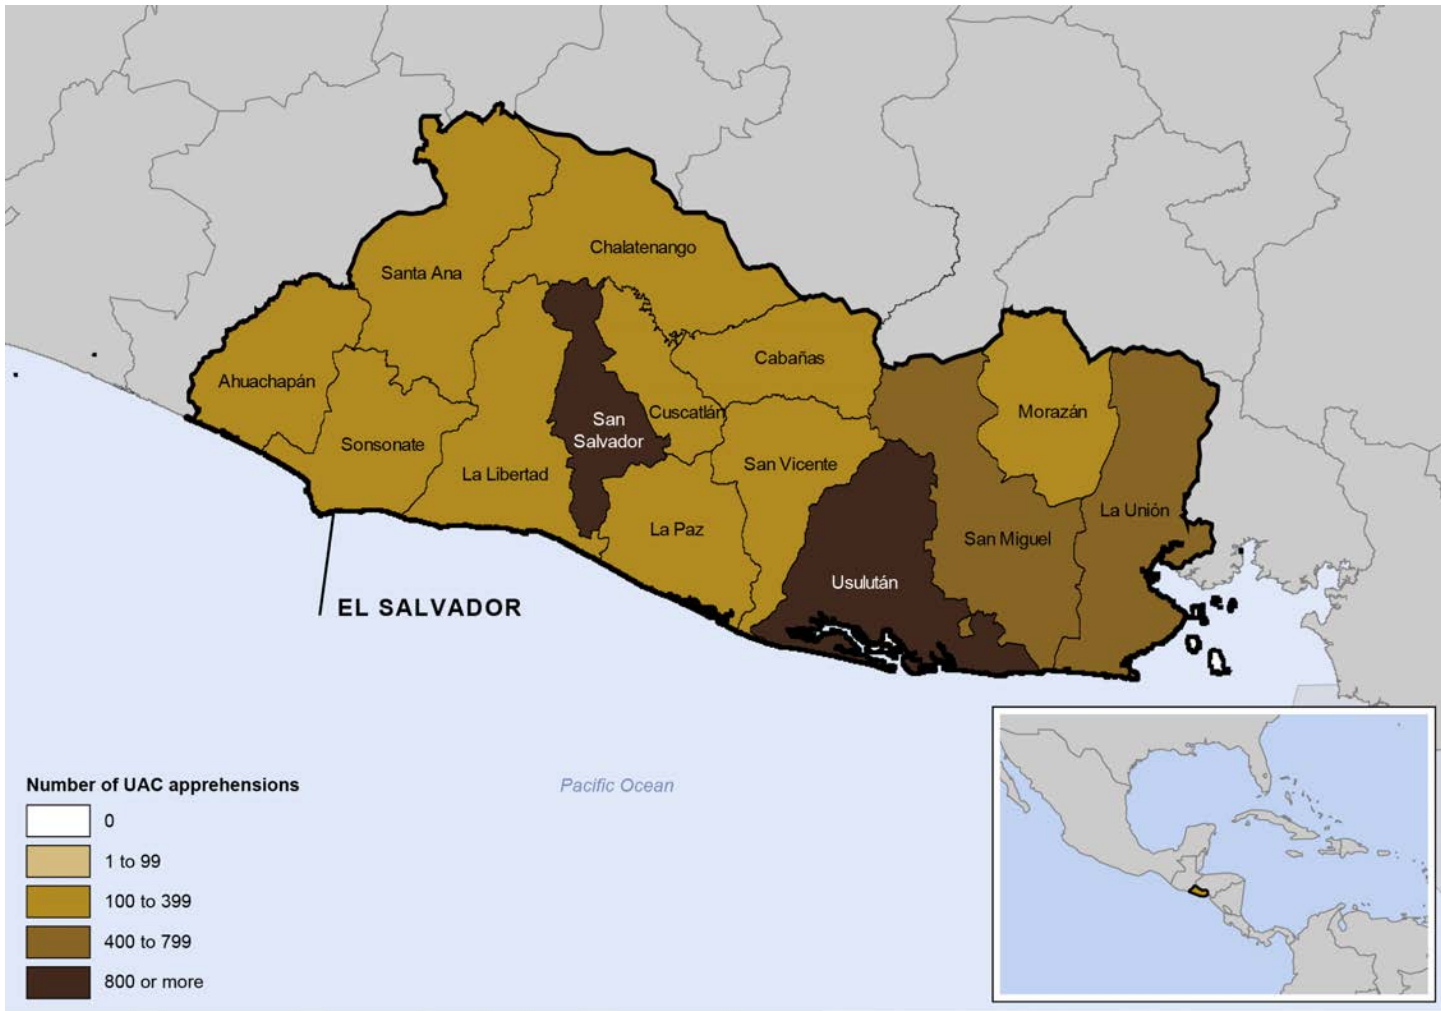 Chalatenango
Santa Ana
Cabañas
Ahuachapán
Cuscatlán
Morazán
San
Salvador
Sonsonate
San Vicente
La Libertad
La Unión
La Paz
San Miguel
Usulután
EL SALVADOR
Pacific Ocean
Number of UAC apprehensions
0
1 to 99
100 to 399
400 to 799
800 or more